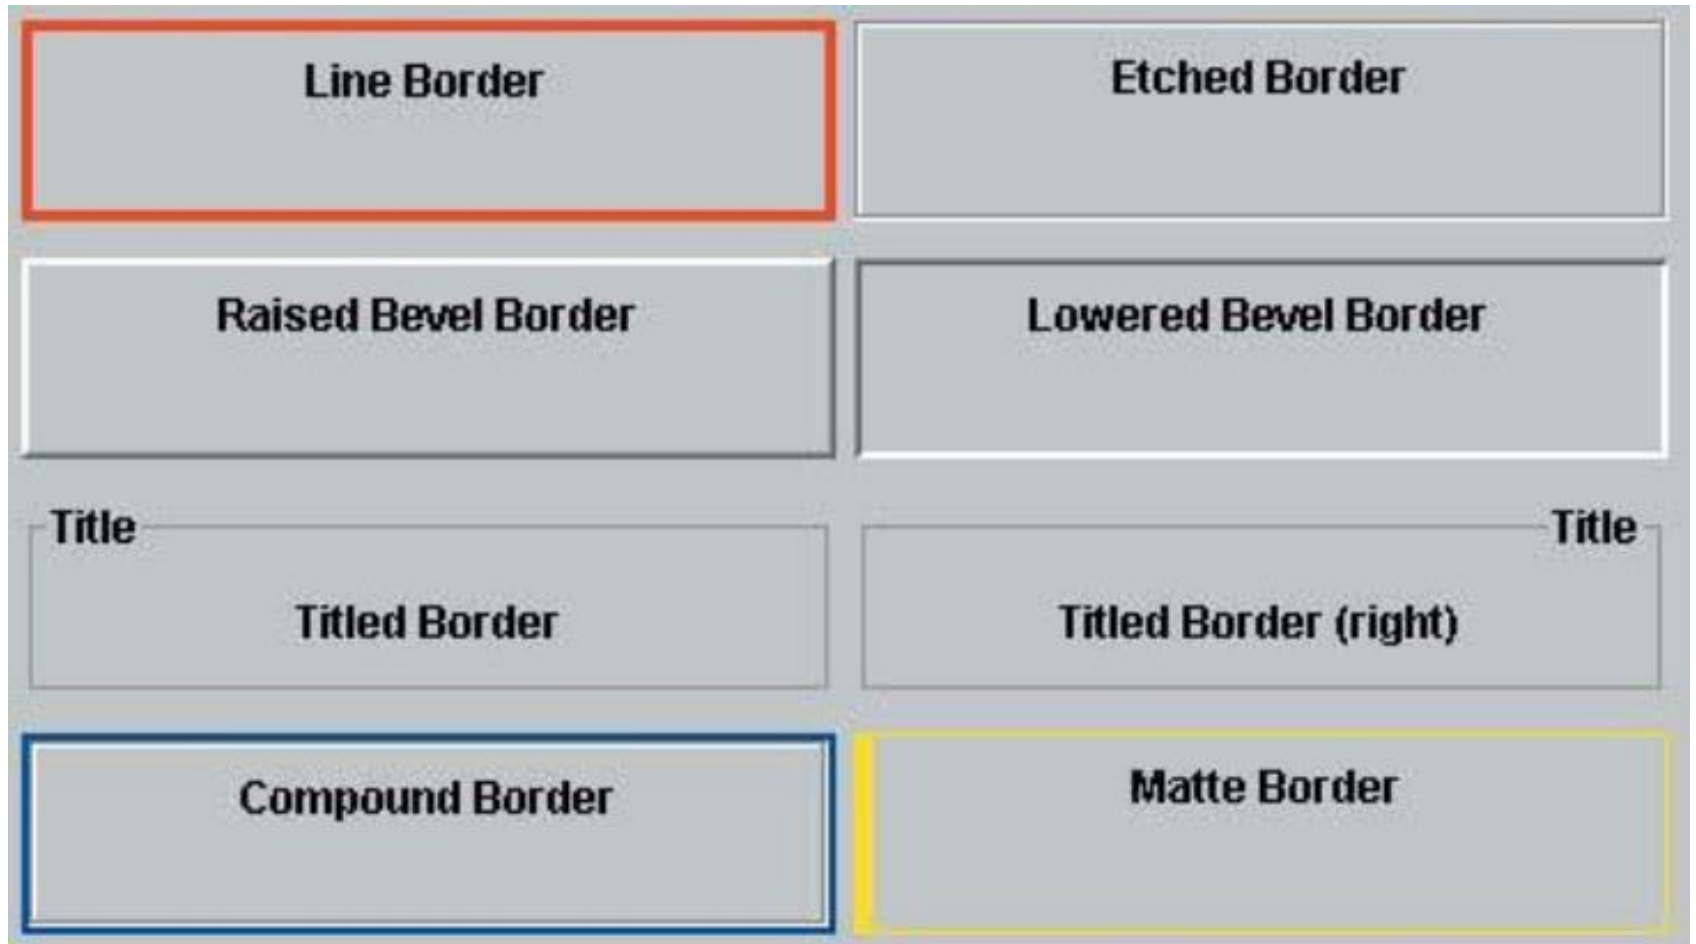 Line Border
Etched Border
Raised Bevel Border
Lowered Bevel Border
Title
Title
Titled Border
Titled Border (right)
Compound Border
Matte Border